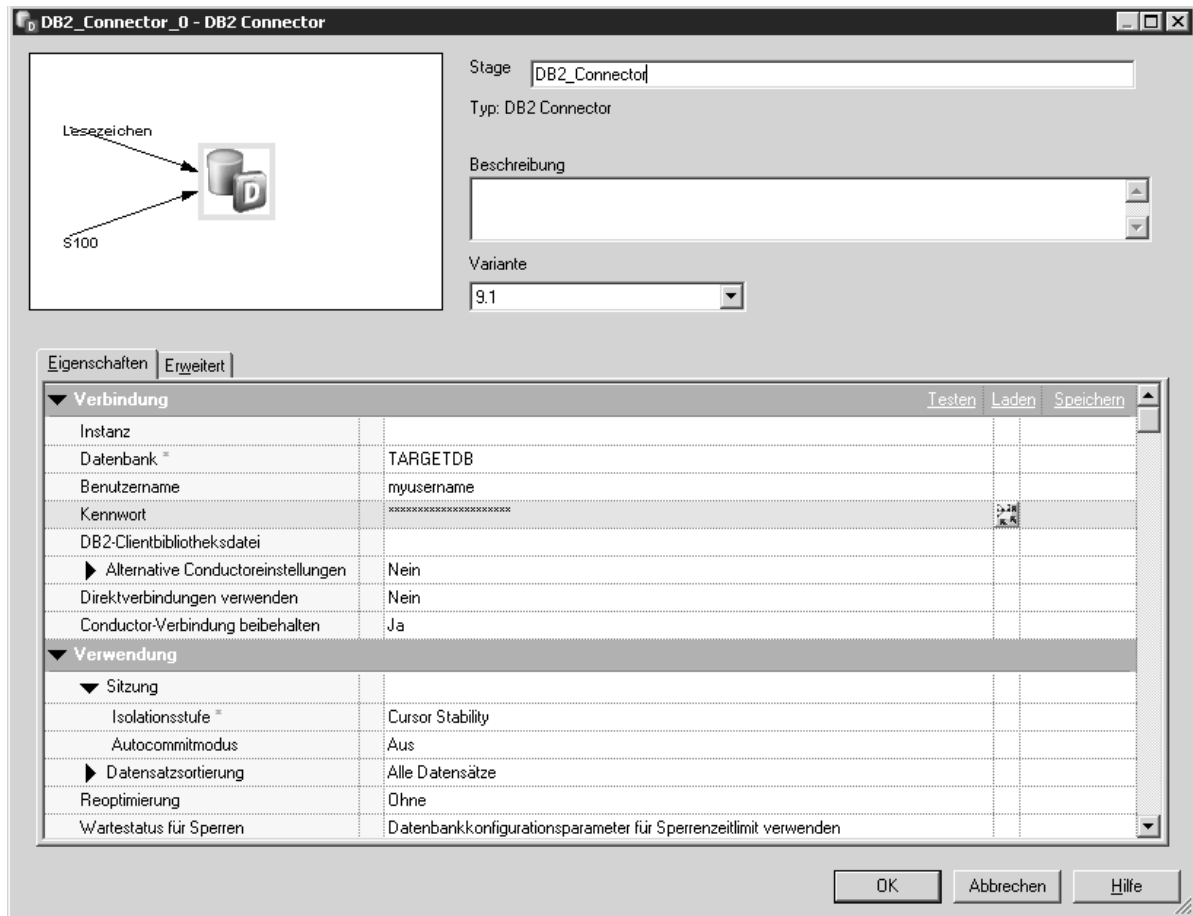 DB2_Connector_0 - DB2 Connector
Stage DB2_Connector
Typ: DB2 Connector
Lesezeichen
D
S100
Beschreibung
Variante
9.1
Eigenschaften Erweitert
Verbindung Testen Laden Speichern
Instanz
Datenbank * TARGETDB
Benutzername myusername
Kennwort *********************
DB2-Clientbibliotheksdatei
Alternative Conductoreinstellungen Nein
Direktverbindungen verwenden Nein
Conductor-Verbindung beibehalten Ja
Verwendung
Sitzung
Isolationsstufe * Cursor Stability
Autocommitmodus Aus
Datensatzsortierung Alle Datensätze
Reoptimierung Ohne
Wartestatus für Sperren Datenbankkonfigurationsparameter für Sperrenzeitlimit verwenden
OK Abbrechen Hilfe